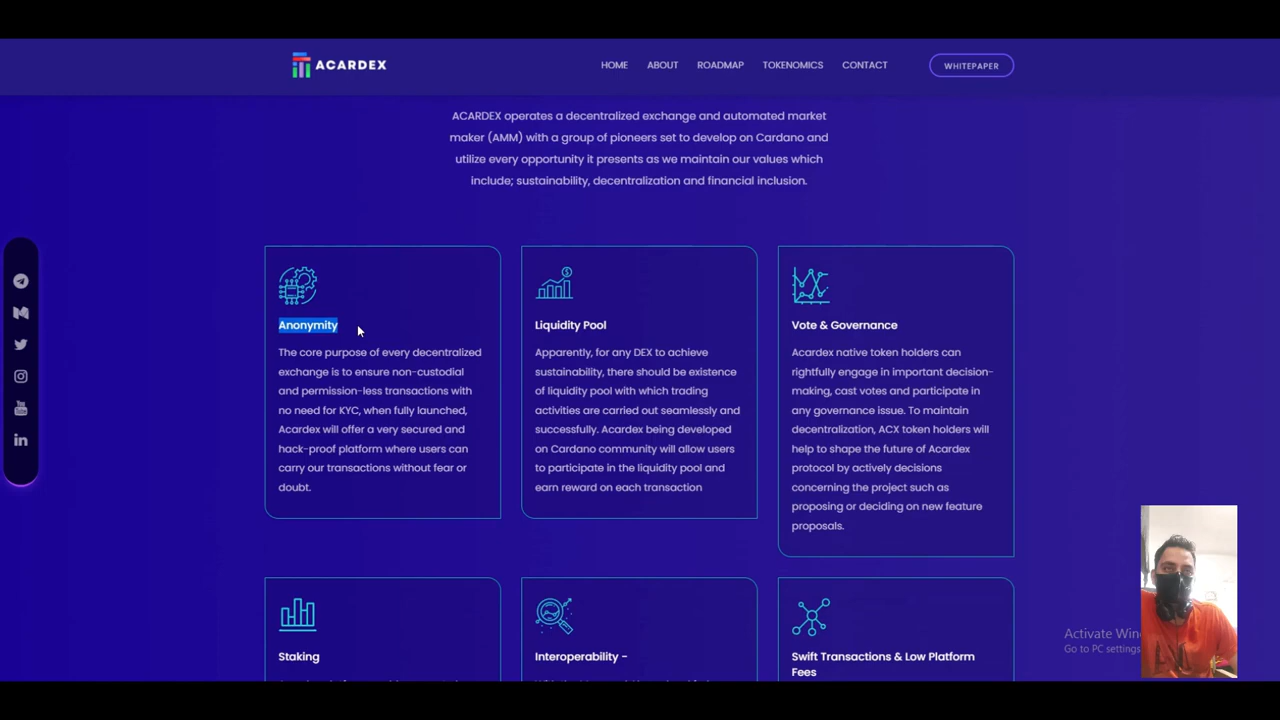 ACARDEX
HOME
ABOUT
ROADMAP
TOKENOMICS
CONTACT
WHITEPAPER
ACARDEX operates a decentralized exchange and automated market
maker (AMM) with a group of pioneers set to develop on Cardano and
utilize every opportunity it presents as we maintain our values which
include; sustainability, decentralization and financial inclusion.
Anonymity
The core purpose of every decentralized
exchange is to ensure non-custodial
and permission-less transactions with
no need for KYC, when fully launched,
Acardex will offer a very secured and
hack-proof platform where users can
carry our transactions without fear or
doubt.
Liquidity Pool
Apparently, for any DEX to achieve
sustainability, there should be existence
of liquidity pool with which trading
activities are carried out seamlessly and
successfully. Acardex being developed
on Cardano community will allow users
to participate in the liquidity pool and
earn reward on each transaction
Vote & Governance
Acardex native token holders can
rightfully engage in important decision-
making, cast votes and participate in
any governance issue. To maintain
decentralization, ACX token holders will
help to shape the future of Acardex
protocol by actively decisions
concerning the project such as
proposing or deciding on new feature
proposals.
Staking
Interoperability -
Swift Transactions & Low Platform
Fees
Activate Win
Go to PC settings